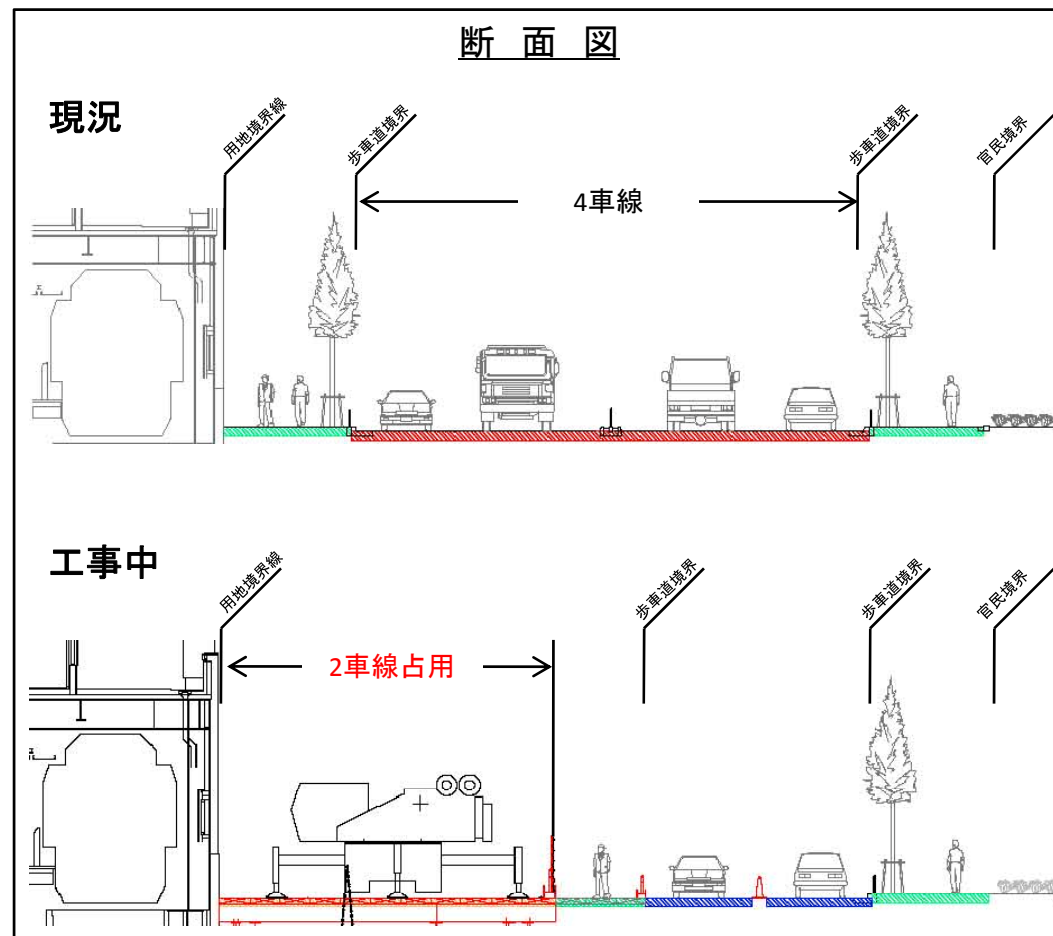 断面図
現況
用地境界線
歩車道境界
歩車道境界
官民境界
4車線
工事中
用地境界線
歩車道境界
歩車道境界
官民境界
2車線占用